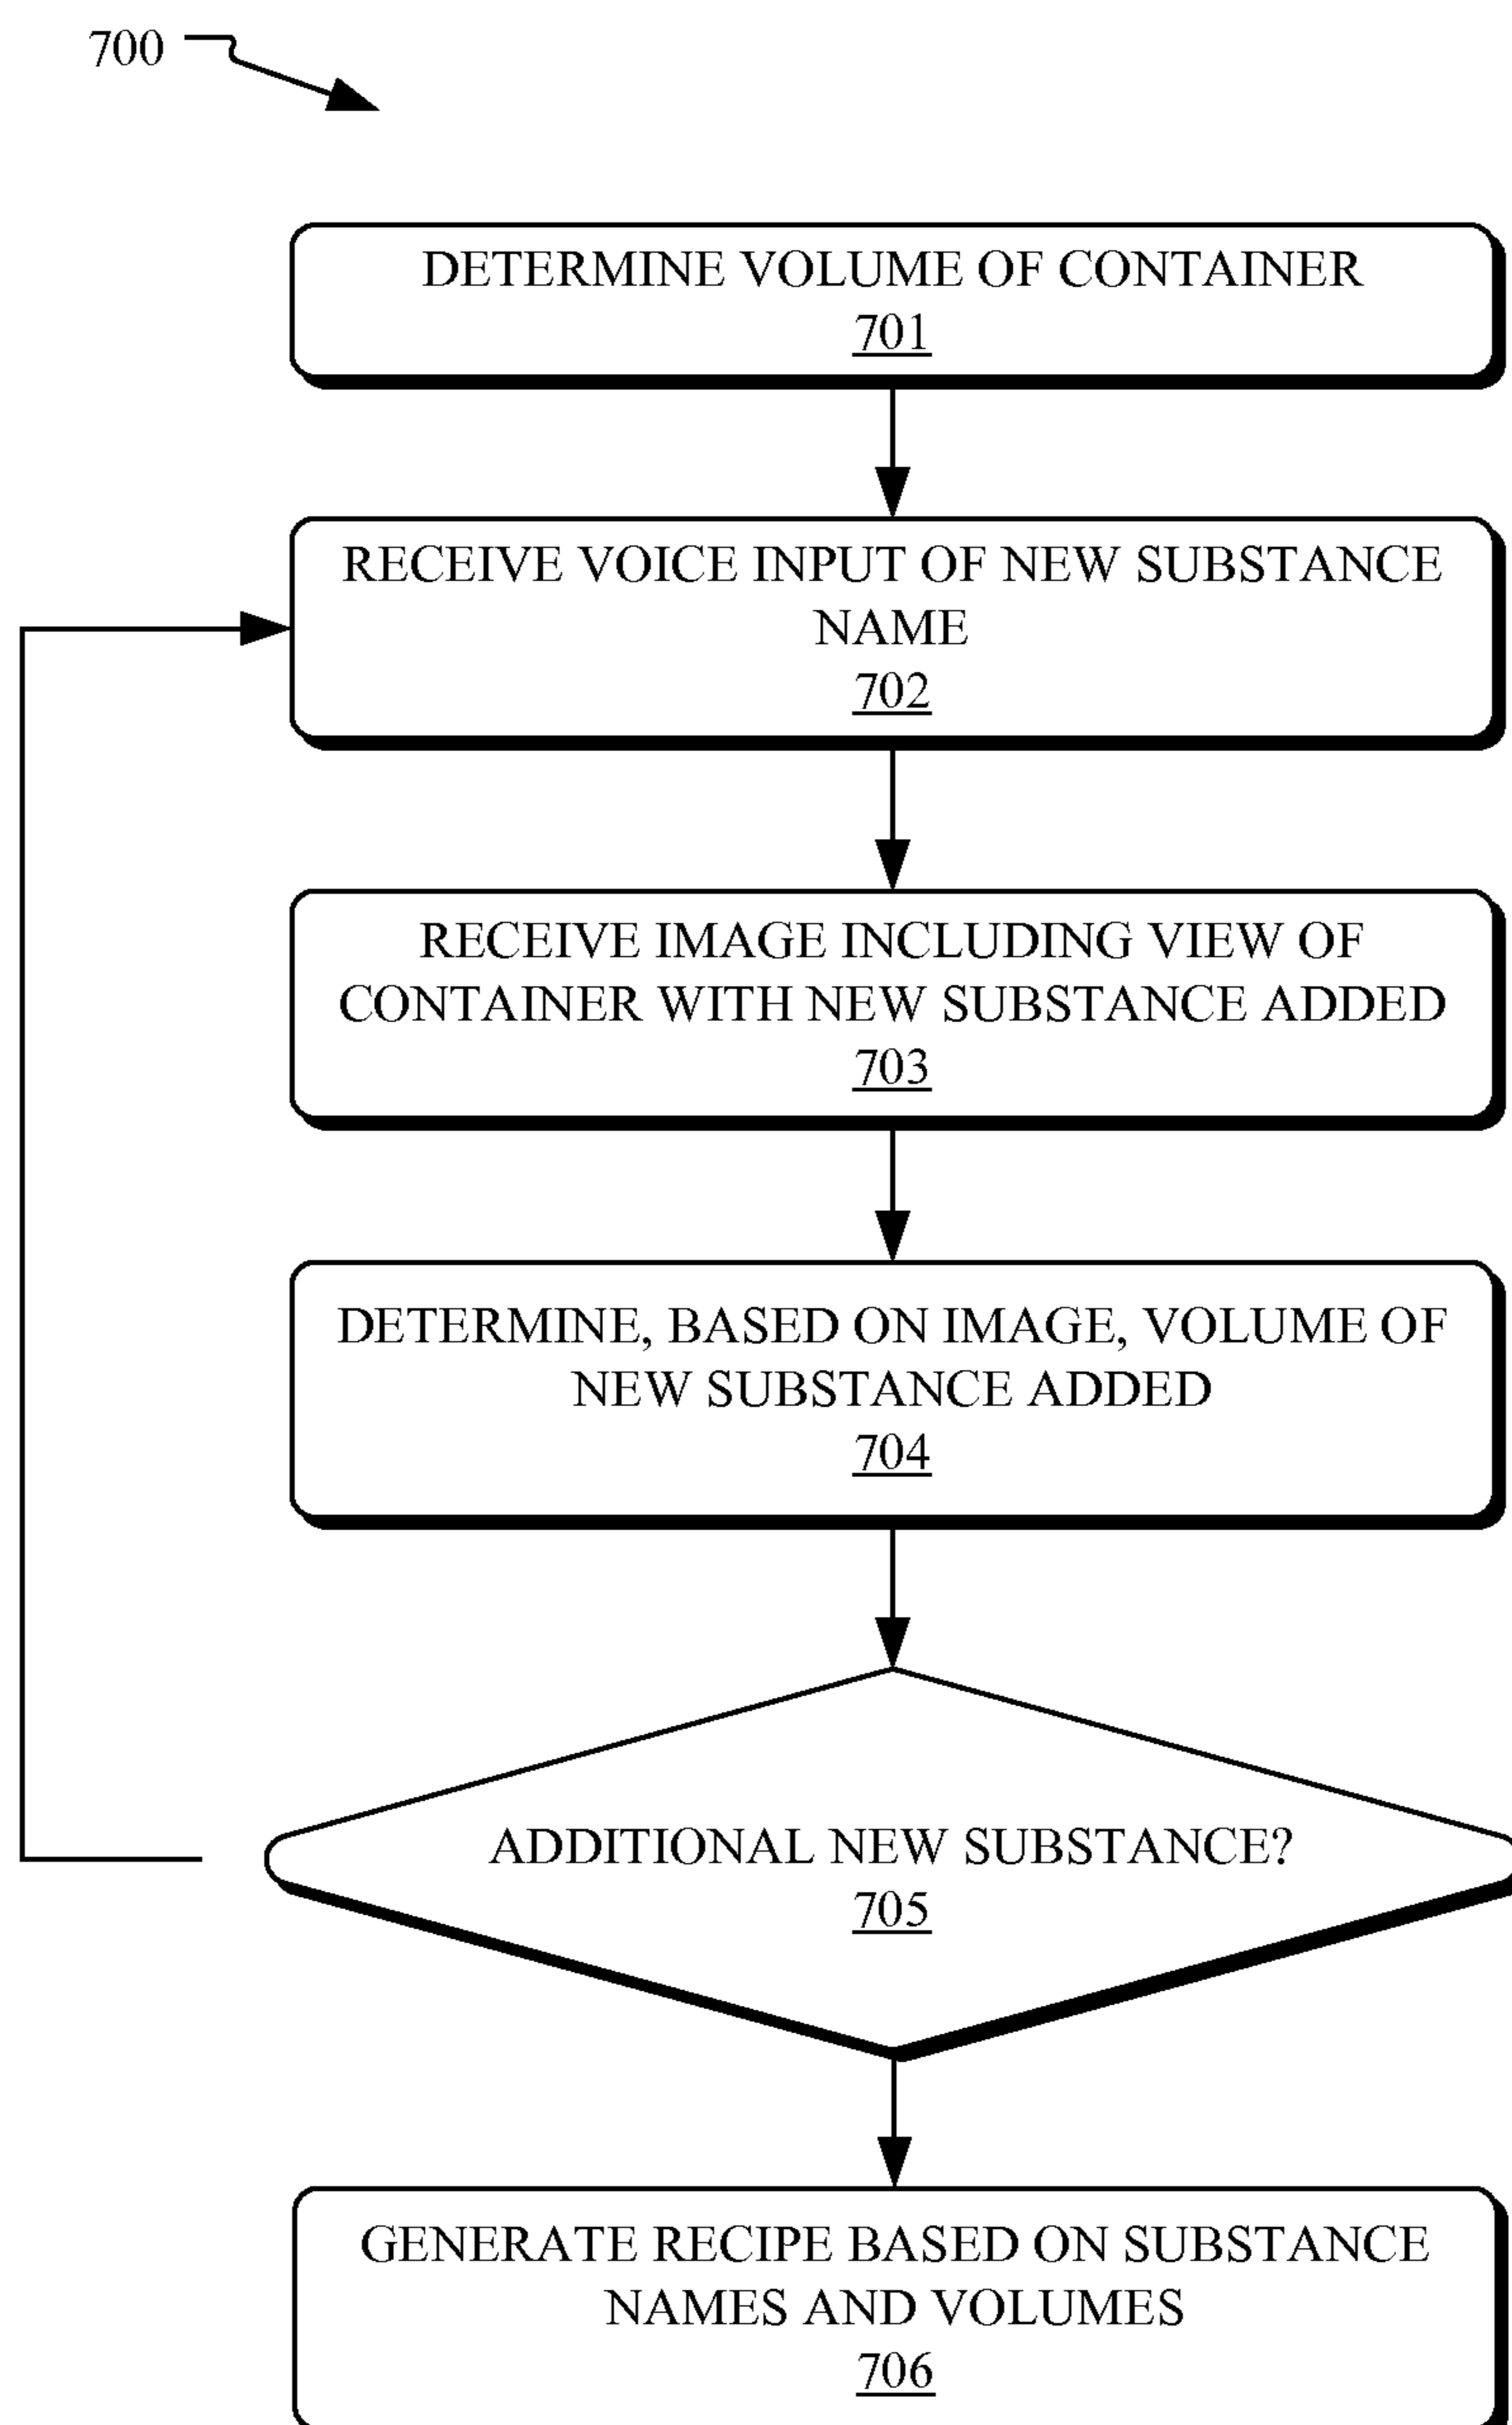 700
DETERMINE VOLUME OF CONTAINER
701
RECEIVE VOICE INPUT OF NEW SUBSTANCE
NAME
702
RECEIVE IMAGE INCLUDING VIEW OF
CONTAINER WITH NEW SUBSTANCE ADDED
703
DETERMINE, BASED ON IMAGE, VOLUME OF
NEW SUBSTANCE ADDED
704
ADDITIONAL NEW SUBSTANCE?
705
GENERATE RECIPE BASED ON SUBSTANCE
NAMES AND VOLUMES
706